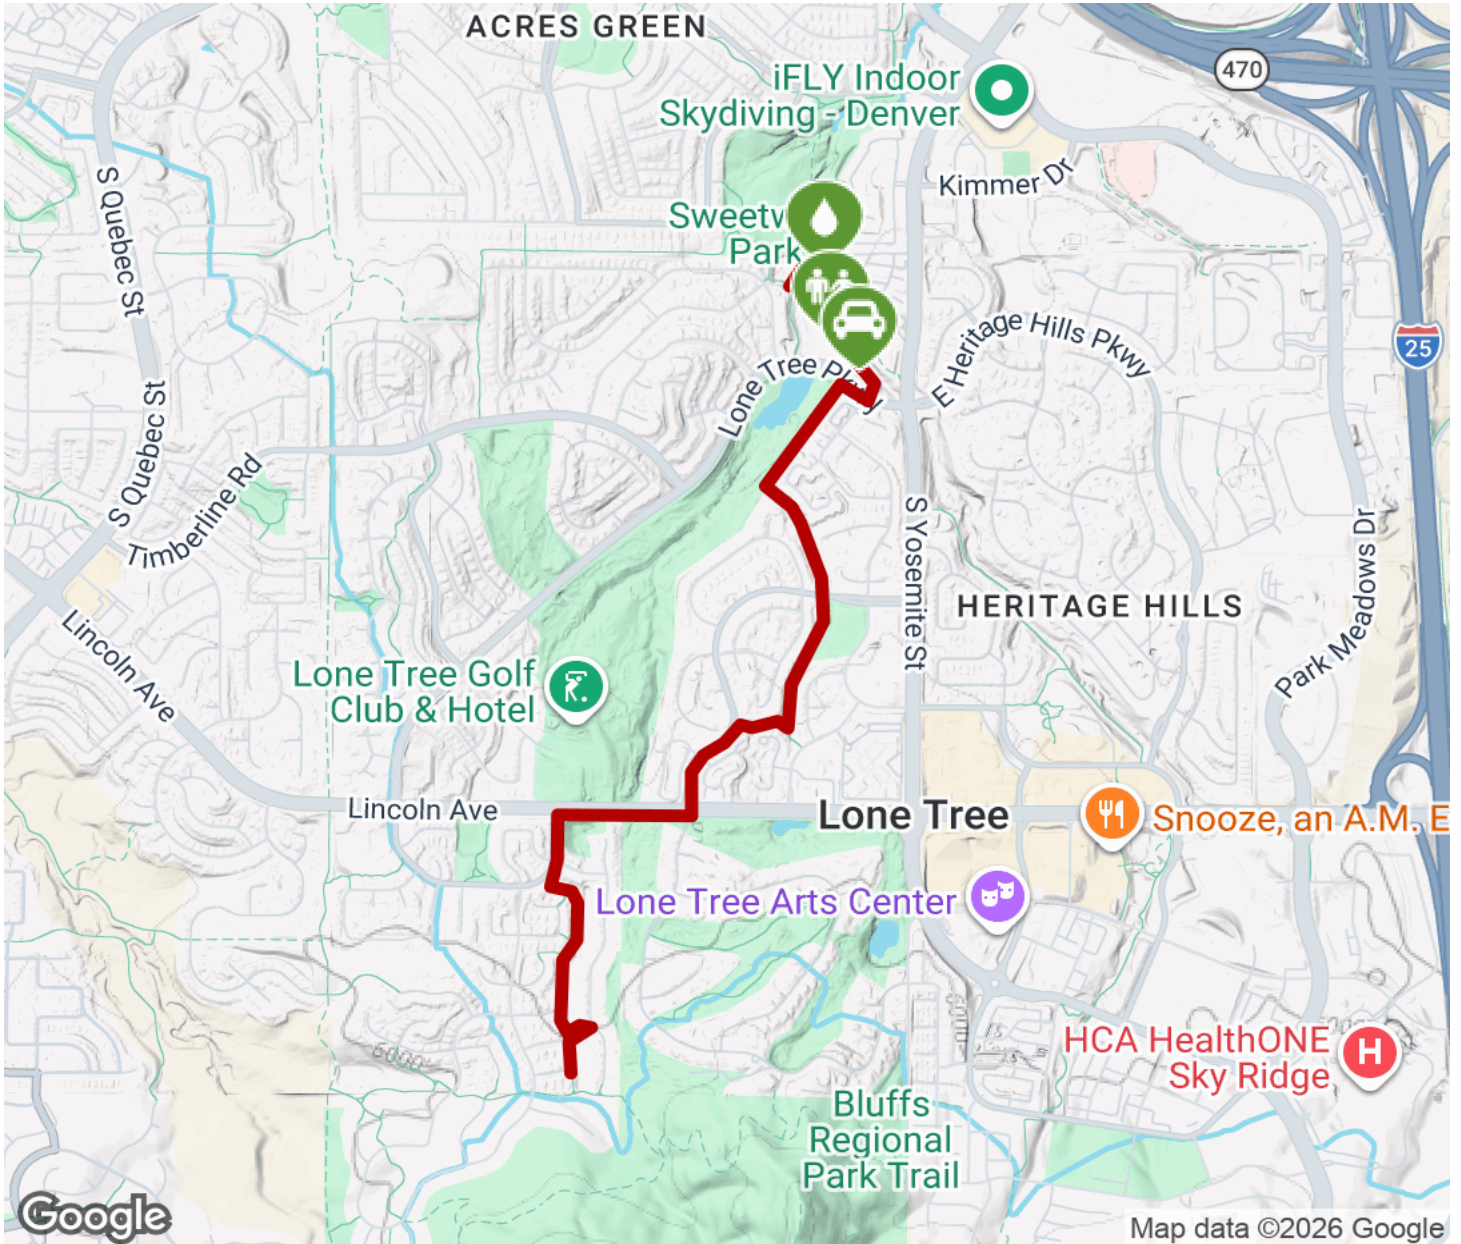 ACRES GREEN
470
iFLY Indoor
Skydiving - Denver
Kimmer Dr
S Quebec St
Park
E Heritage Hills Pkwy
25
Lone Tree Pkwy
S Quebec St
Timberline Rd
S Yosemite St
Park Meadows Dr
HERITAGE HILLS
Lincoln Ave
Lone Tree Golf
Club & Hotel
Lincoln Ave
Lone Tree
Snooze, an A.M. E
Lone Tree Arts Center
HCA HealthONE
Sky Ridge
H
Bluffs
Regional
Park Trail
Google
Map data ©2026 Google